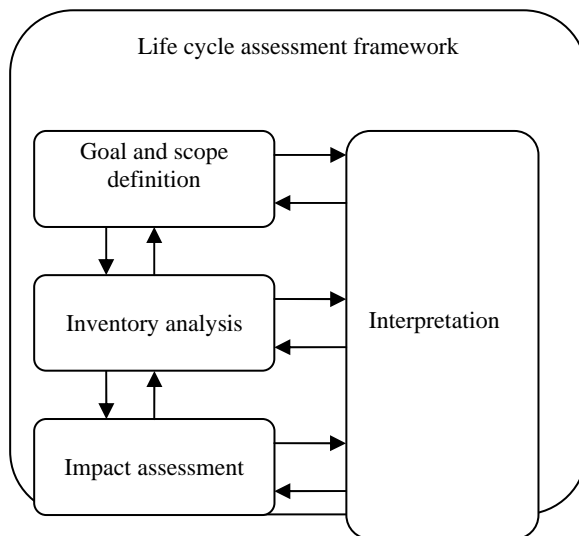 Life cycle assessment framework
Goal and scope
definition
Inventory analysis
Interpretation
Impact assessment